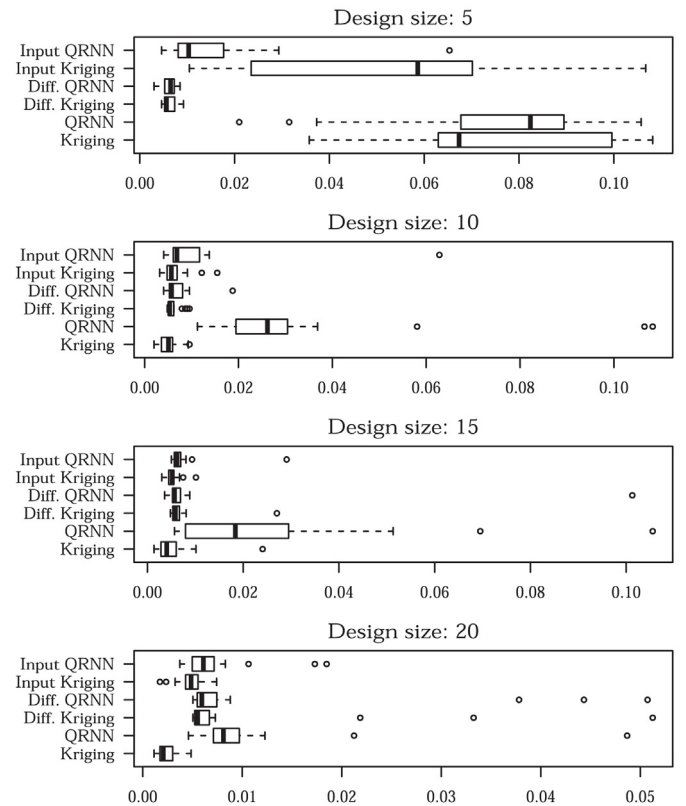 Design size: 5
Input QRNN
Input Kriging
Diff. QRNN
Diff. Kriging
QRNN
Kriging
0.00 0.02 0.04 0.06 0.08 0.10
Design size: 10
Input QRNN
Input Kriging
Diff. QRNN
Diff. Kriging
QRNN
Kriging
0.00 0.02 0.04 0.06 0.08 0.10
Design size: 15
Input QRNN
Input Kriging
Diff. QRNN
Diff. Kriging
QRNN
Kriging
0.00 0.02 0.04 0.06 0.08 0.10
Design size: 20
Input QRNN
Input Kriging
Diff. QRNN
Diff. Kriging
QRNN
Kriging
0.00 0.01 0.02 0.03 0.04 0.05